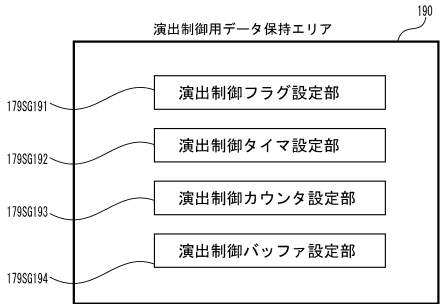 190
演出制御用データ保持エリア
演出制御フラグ設定部
179SG191
演出制御タイマ設定部
179SG192
演出制御カウンタ設定部
179SG193
演出制御バッファ設定部
179SG194